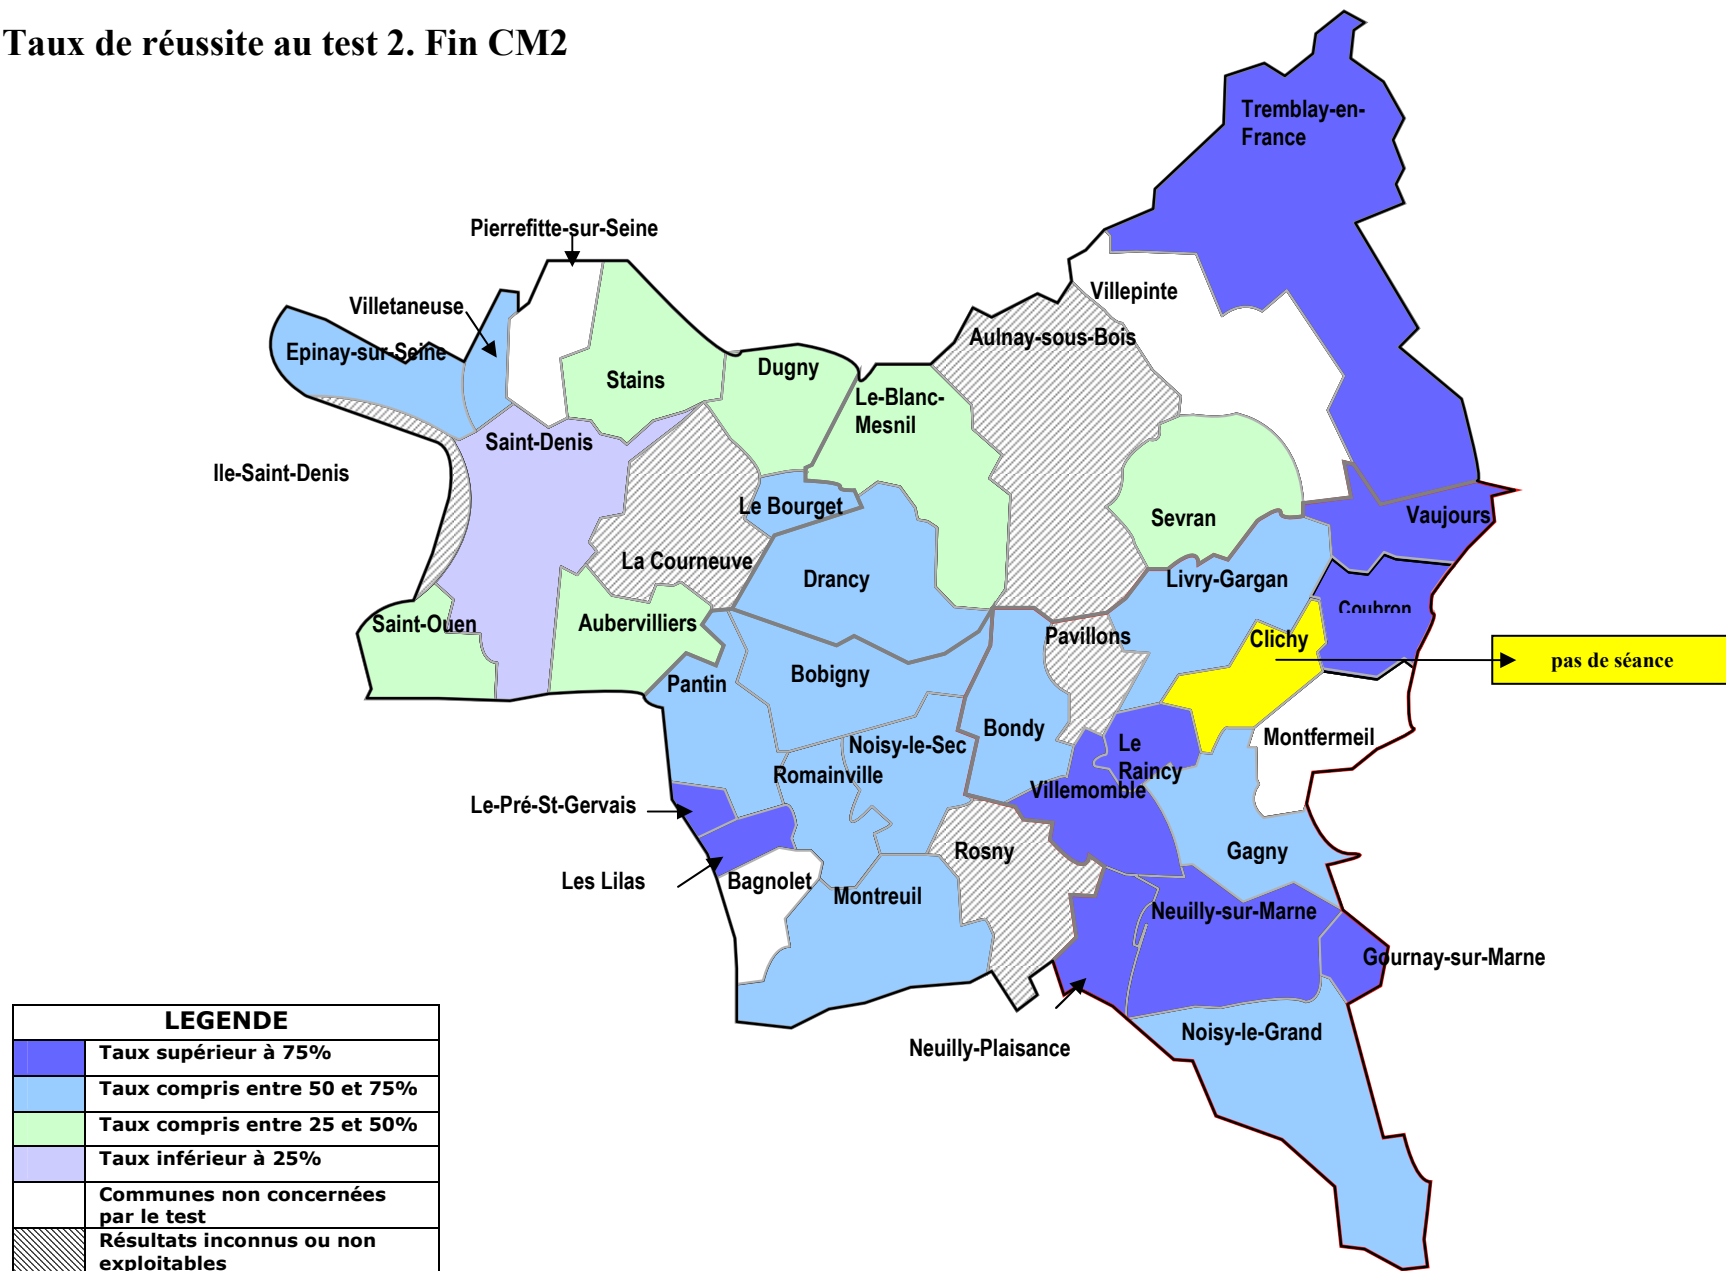 Taux de réussite au test 2. Fin CM2
Tremblay-en-
France
Pierrefitte-sur-Seine
Villepinte
Villetaneuse
Aulnay-sous-Bois
Epinay-sur-Seine
Dugny
Stains
Le-Blanc-
Mesnil
Saint-Denis
Ile-Saint-Denis
Le Bourget
Sevran
Vaujours
La Courneuve
Drancy
Livry-Gargan
Coubron
Saint-Ouen
Aubervilliers
Pavillons
Clichy
pas de séance
Bobigny
Pantin
Bondy
Montfermeil
Noisy-le-Sec
Le
Raincy
Romainville
Villemomble
Le-Pré-St-Gervais
Rosny
Gagny
Les Lilas
Bagnolet
Montreuil
Neuilly-sur-Marne
Gournay-sur-Marne
Noisy-le-Grand
Neuilly-Plaisance
LEGENDE
Taux supérieur à 75%
Taux compris entre 50 et 75%
Taux compris entre 25 et 50%
Taux inférieur à 25%
Communes non concernées
par le test
Résultats inconnus ou non
exploitables